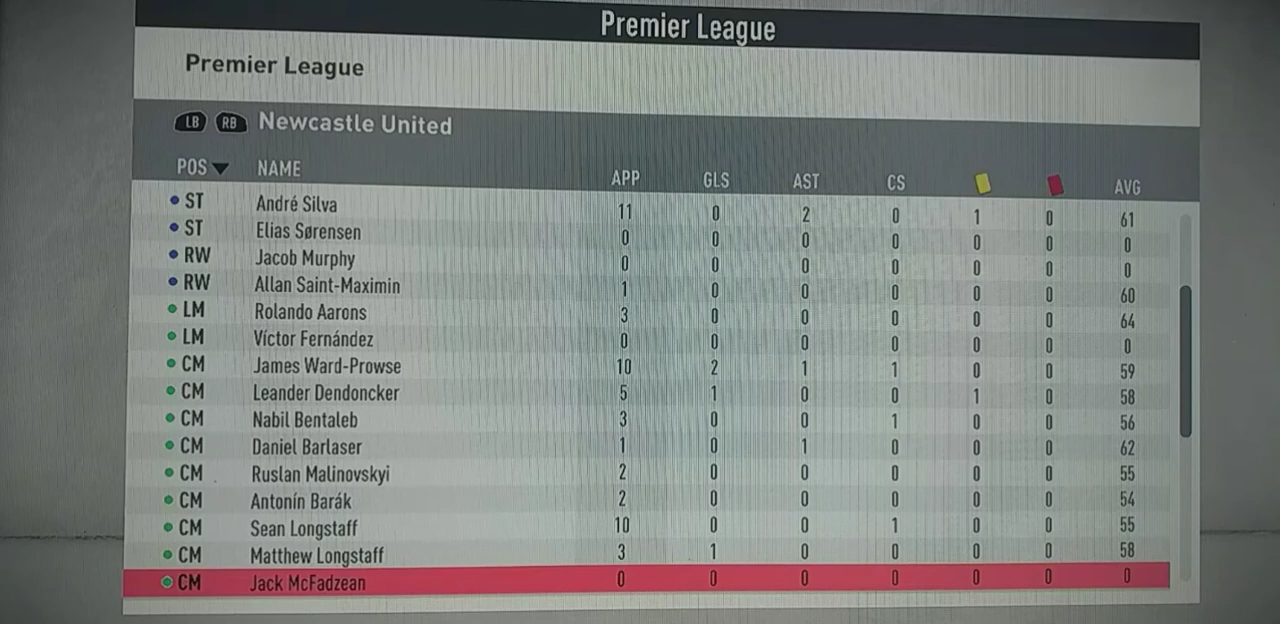 Premier League
Premier League
LB RB Newcastle United
POS NAME APP GLS AST CS AVG
ST André Silva 11 0 2 0 1 0 61
ST Elias Sørensen 0 0 0 0 0 0 0
RW Jacob Murphy 0 0 0 0 0 0 0
RW Allan Saint-Maximin 1 0 0 0 0 0 60
LM Rolando Aarons 3 0 0 0 0 0 64
LM Víctor Fernández 0 0 0 0 0 0 0
CM James Ward-Prowse 10 2 1 1 0 0 59
CM Leander Dendoncker 5 1 0 0 1 0 58
CM Nabil Bentaleb 3 0 0 1 0 0 56
CM Daniel Barlaser 1 0 1 0 0 0 62
CM Ruslan Malinovskyi 2 0 0 0 0 0 55
CM Antonín Barák 2 0 0 0 0 0 54
CM Sean Longstaff 10 0 0 1 0 0 55
CM Matthew Longstaff 3 1 0 0 0 0 58
CM Jack McFadzean 0 0 0 0 0 0 0